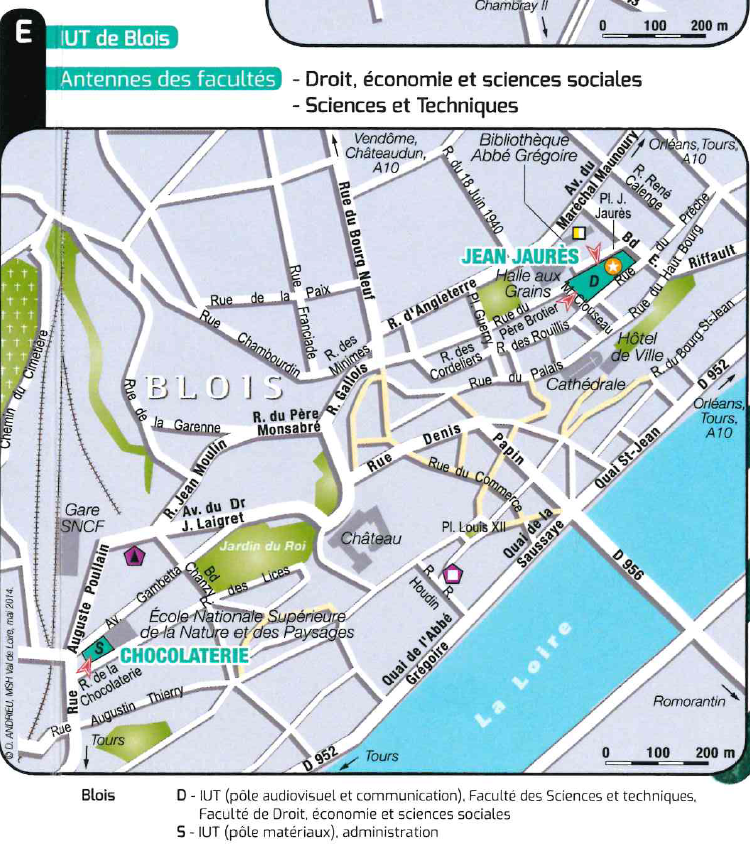 Chambray II
0 100 200 m
E
IUT de Blois
Antennes des facultés
- Droit, économie et sciences sociales
- Sciences et Techniques
Vendôme,
Châteaudun,
A10
R. du 18 Juin 1940
Bibliothèque
Abbé Grégoire
Av. du
Maréchal Maunoury
Orléans, Tours,
A10
R. René
Calenge
Pl. J.
Jaurès
Prêche
Bd
E.
Rue du Bourg Neuf
JEAN JAURÈS
Halle aux
Grains
D
Rue du
Rue du Haut Bourg
Riffault
M. Clouseau
Rue de la Paix
Rue Franciade
R. d'Angleterre
Pl. Guerry
Rue du
Père Brotier
R. des Rouillis
Rue Chambourdin
R. des
Minimes
R. des
Cordeliers
Hôtel
de Ville
Rue du Palais
Cathédrale
R. du Bourg St-Jean
D 952
Orléans,
Tours,
A10
Chemin du Cimetière
BLOIS
R. Gallois
Rue de la Garenne
R. du Père
Monsabré
Rue Denis Papin
Quai St-Jean
R. Jean Moulin
Rue du Commerce
Gare
SNCF
Av. du Dr
J. Laigret
Château
Pl. Louis XII
Quai de la
Saussaye
D 956
Jardin du Roi
Auguste Poullain
Av. Gambetta
Bd
Chanzy
R. des Lices
R. R.
Houdin
École Nationale Supérieure
de la Nature et des Paysages
S
CHOCOLATERIE
Quai de l'Abbé
Grégoire
La Loire
R. de la
Chocolaterie
Rue
Rue Augustin Thierry
Romorantin
Tours
D 952
Tours
0 100 200 m
© O. ANDRIEU, MSH Val de Loire, mai 2014.
Blois
D - IUT (pôle audiovisuel et communication), Faculté des Sciences et techniques,
Faculté de Droit, économie et sciences sociales
S - IUT (pôle matériaux), administration